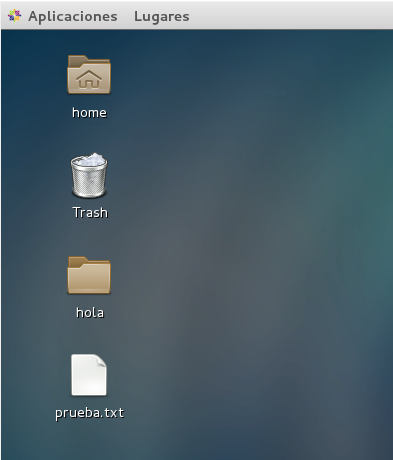 Aplicaciones Lugares
home
Trash
hola
prueba.txt